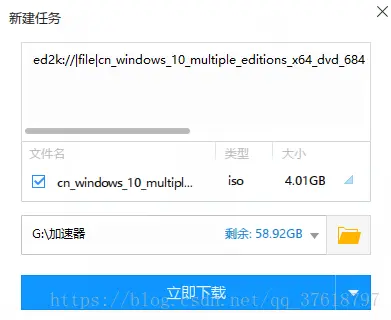 新建任务
ed2k://|file|cn_windows_10_multiple_editions_x64_dvd_684
文件名 类型 大小
cn_windows_10_multipl... iso 4.01GB
G:\加速器 剩余: 58.92GB
立即下载
https://blog.csdn.net/qq_37618797